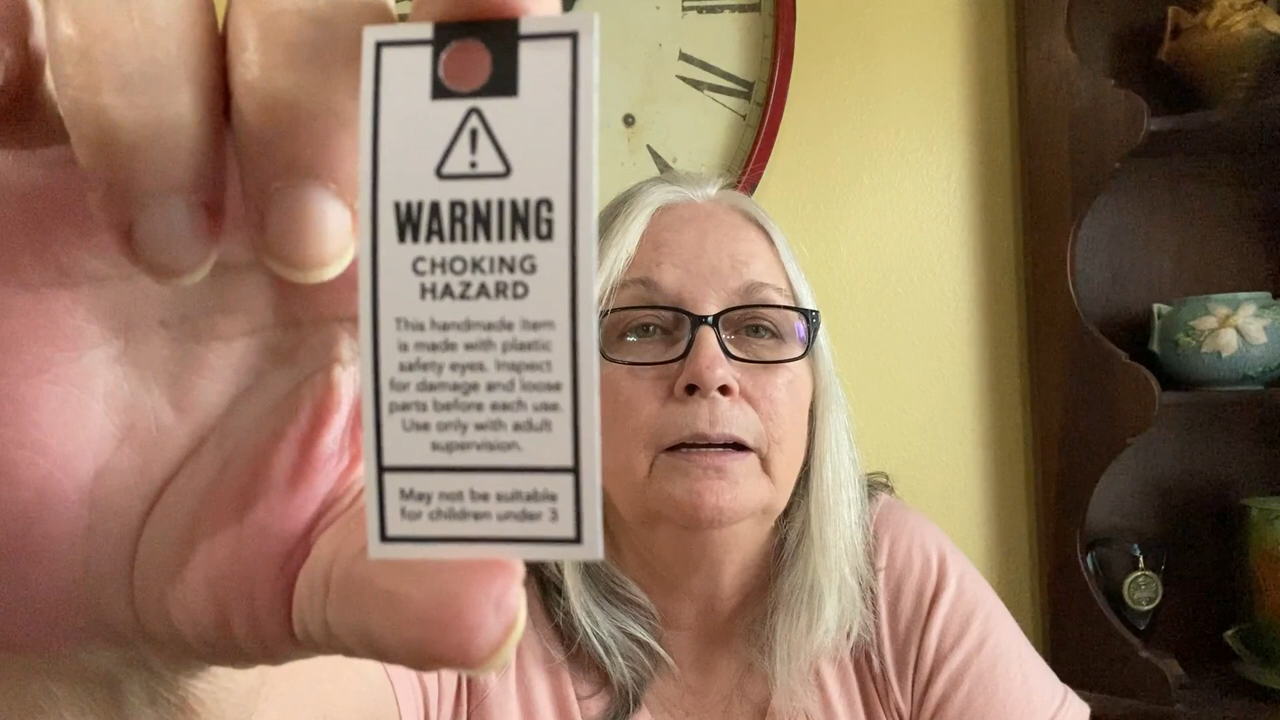 WARNING
CHOKING
HAZARD
This handmade item
is made with plastic
safety eyes. Inspect
for damage and loose
parts before each use.
Use only with adult
supervision.
May not be suitable
for children under 3